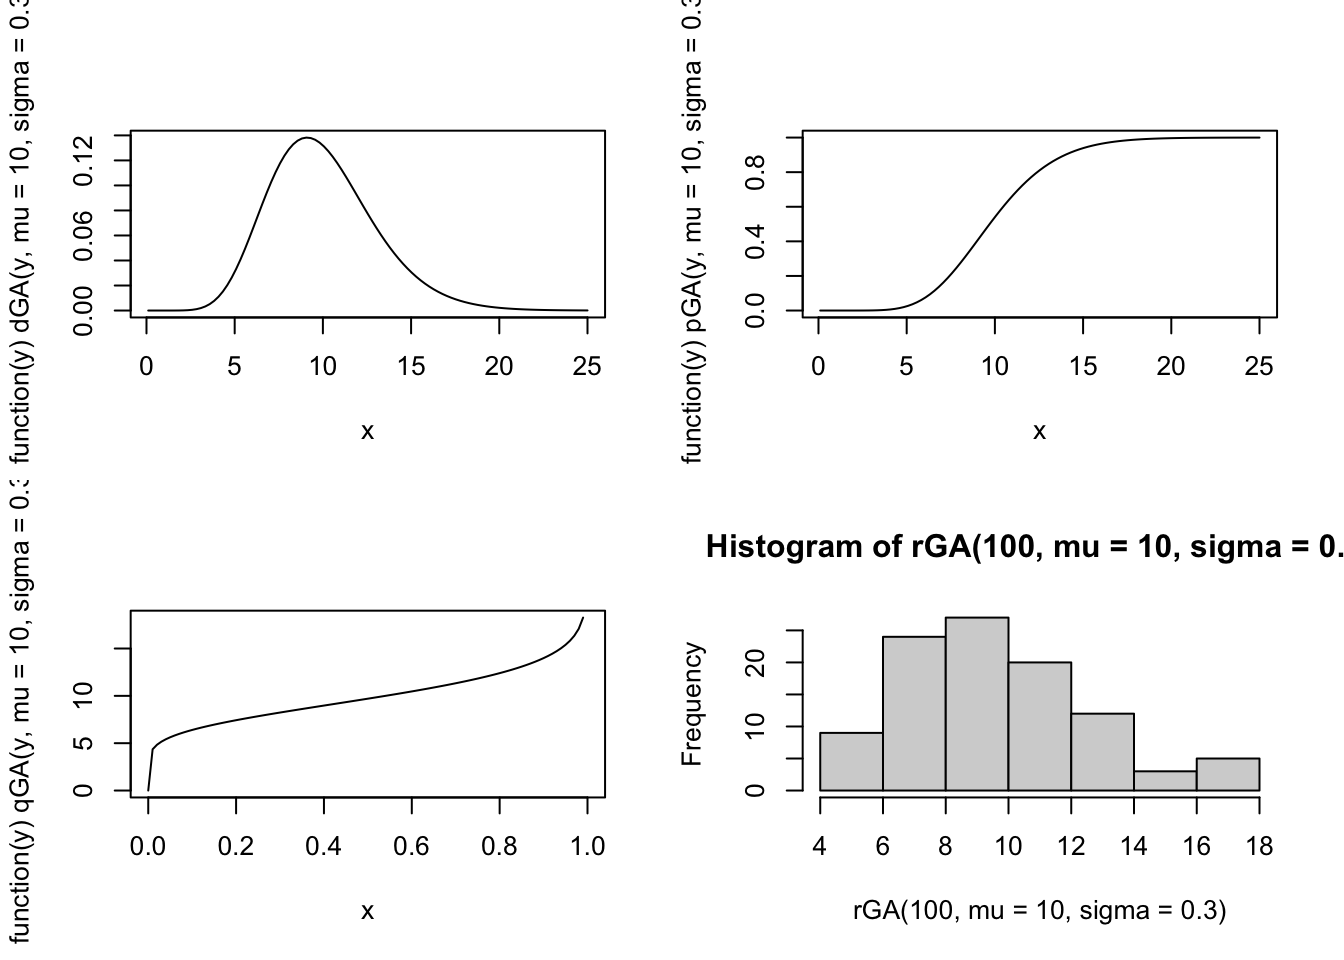 function(y) dGA(y, mu = 10, sigma = 0.3
0.00 0.06 0.12
0 5 10 15 20 25
x
function(y) pGA(y, mu = 10, sigma = 0.3
0.0 0.4 0.8
0 5 10 15 20 25
x
function(y) qGA(y, mu = 10, sigma = 0.3
0 5 10
0.0 0.2 0.4 0.6 0.8 1.0
x
Histogram of rGA(100, mu = 10, sigma = 0.
Frequency
0 10 20
4 6 8 10 12 14 16 18
rGA(100, mu = 10, sigma = 0.3)